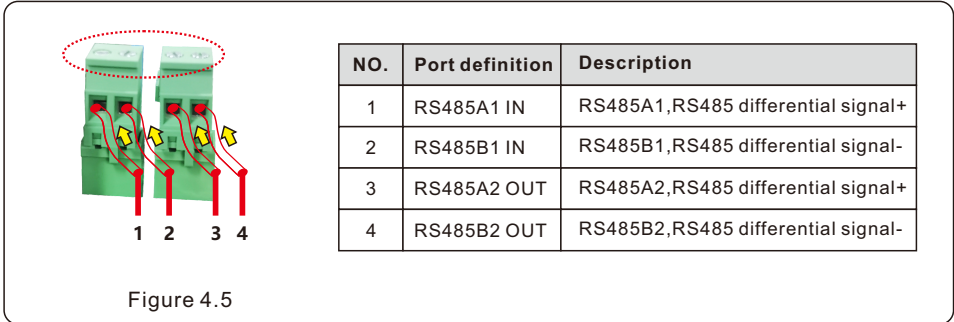 NO. Port definition Description
1 RS485A1 IN RS485A1,RS485 differential signal+
2 RS485B1 IN RS485B1,RS485 differential signal-
3 RS485A2 OUT RS485A2,RS485 differential signal+
4 RS485B2 OUT RS485B2,RS485 differential signal-
1 2 3 4
Figure 4.5